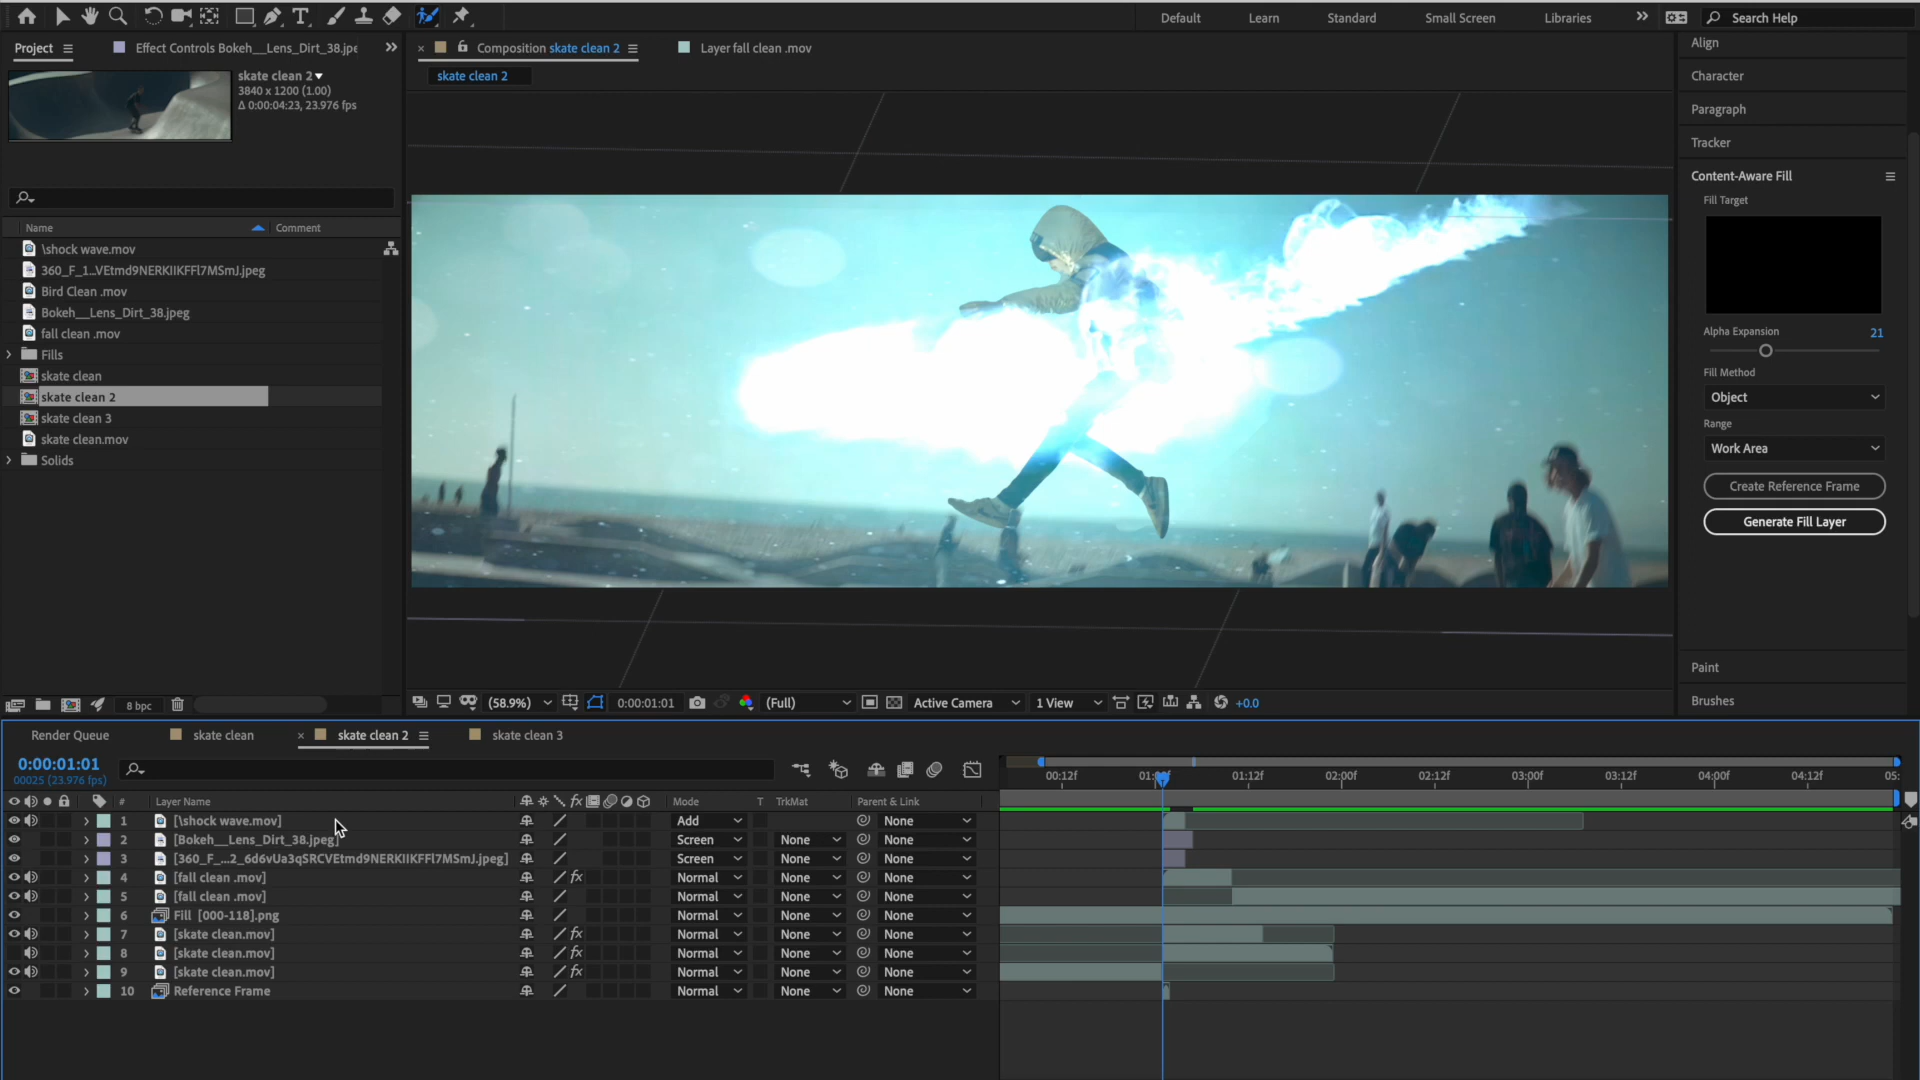 Default
Learn
Standard
Small Screen
Libraries
Search Help
Project
Effect Controls Bokeh__Lens_Dirt_38.jpe
Composition skate clean 2
Layer fall clean .mov
Align
skate clean 2
3840 x 1200 (1.00)
Δ 0:00:04:23, 23.976 fps
skate clean 2
Character
Paragraph
Tracker
Content-Aware Fill
Fill Target
Name
Comment
\shock wave.mov
360_F_1...VEtmd9NERKIIKFFl7MSmJ.jpeg
Bird Clean .mov
Bokeh__Lens_Dirt_38.jpeg
fall clean .mov
Fills
skate clean
skate clean 2
skate clean 3
skate clean.mov
Solids
Alpha Expansion
21
Fill Method
Object
Range
Work Area
Create Reference Frame
Generate Fill Layer
Paint
Brushes
8 bpc
(58.9%)
0:00:01:01
(Full)
Active Camera
1 View
+0.0
Render Queue
skate clean
skate clean 2
skate clean 3
0:00:01:01
00025 (23.976 fps)
00:12f
01:12f
02:00f
02:12f
03:00f
03:12f
04:00f
04:12f
05:
#
Layer Name
fx
Mode
T
TrkMat
Parent & Link
1 [\shock wave.mov] Add None
2 [Bokeh__Lens_Dirt_38.jpeg] Screen None None
3 [360_F_...2_6d6vUa3qSRCVEtmd9NERKIIKFFl7MSmJ.jpeg] Screen None None
4 [fall clean .mov] fx Normal None None
5 [fall clean .mov] Normal None None
6 Fill [000-118].png Normal None None
7 [skate clean.mov] fx Normal None None
8 [skate clean.mov] fx Normal None None
9 [skate clean.mov] fx Normal None None
10 Reference Frame Normal None None